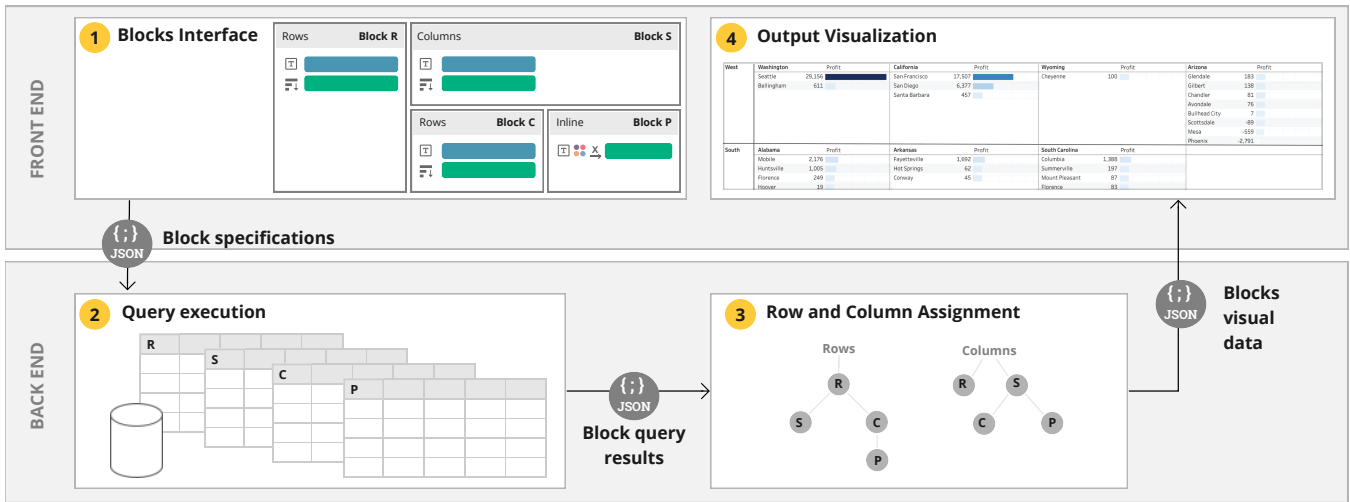 FRONT END
1 Blocks Interface
Rows Block R
T
Columns Block S
T
Rows Block C
T
Inline Block P
T X
4 Output Visualization
West Washington Profit California Profit Wyoming Profit Arizona Profit
Seattle 29,156 San Francisco 17,507 Cheyenne 100 Glendale 183
Bellingham 611 San Diego 6,377 Gilbert 138
Santa Barbara 457 Chandler 81
Avondale 76
Bullhead City 7
Scottsdale -89
Mesa -559
Phoenix -2,791
South Alabama Profit Arkansas Profit South Carolina Profit
Mobile 2,176 Fayetteville 1,692 Columbia 1,388
Huntsville 1,005 Hot Springs 62 Summerville 197
Florence 249 Conway 45 Mount Pleasant 87
Hoover 19 Florence 83
{;}
JSON
Block specifications
BACK END
2 Query execution
R
S
C
P
{;}
JSON
Block query
results
3 Row and Column Assignment
Rows Columns
R R S
S C C P
P
{;}
JSON
Blocks
visual
data